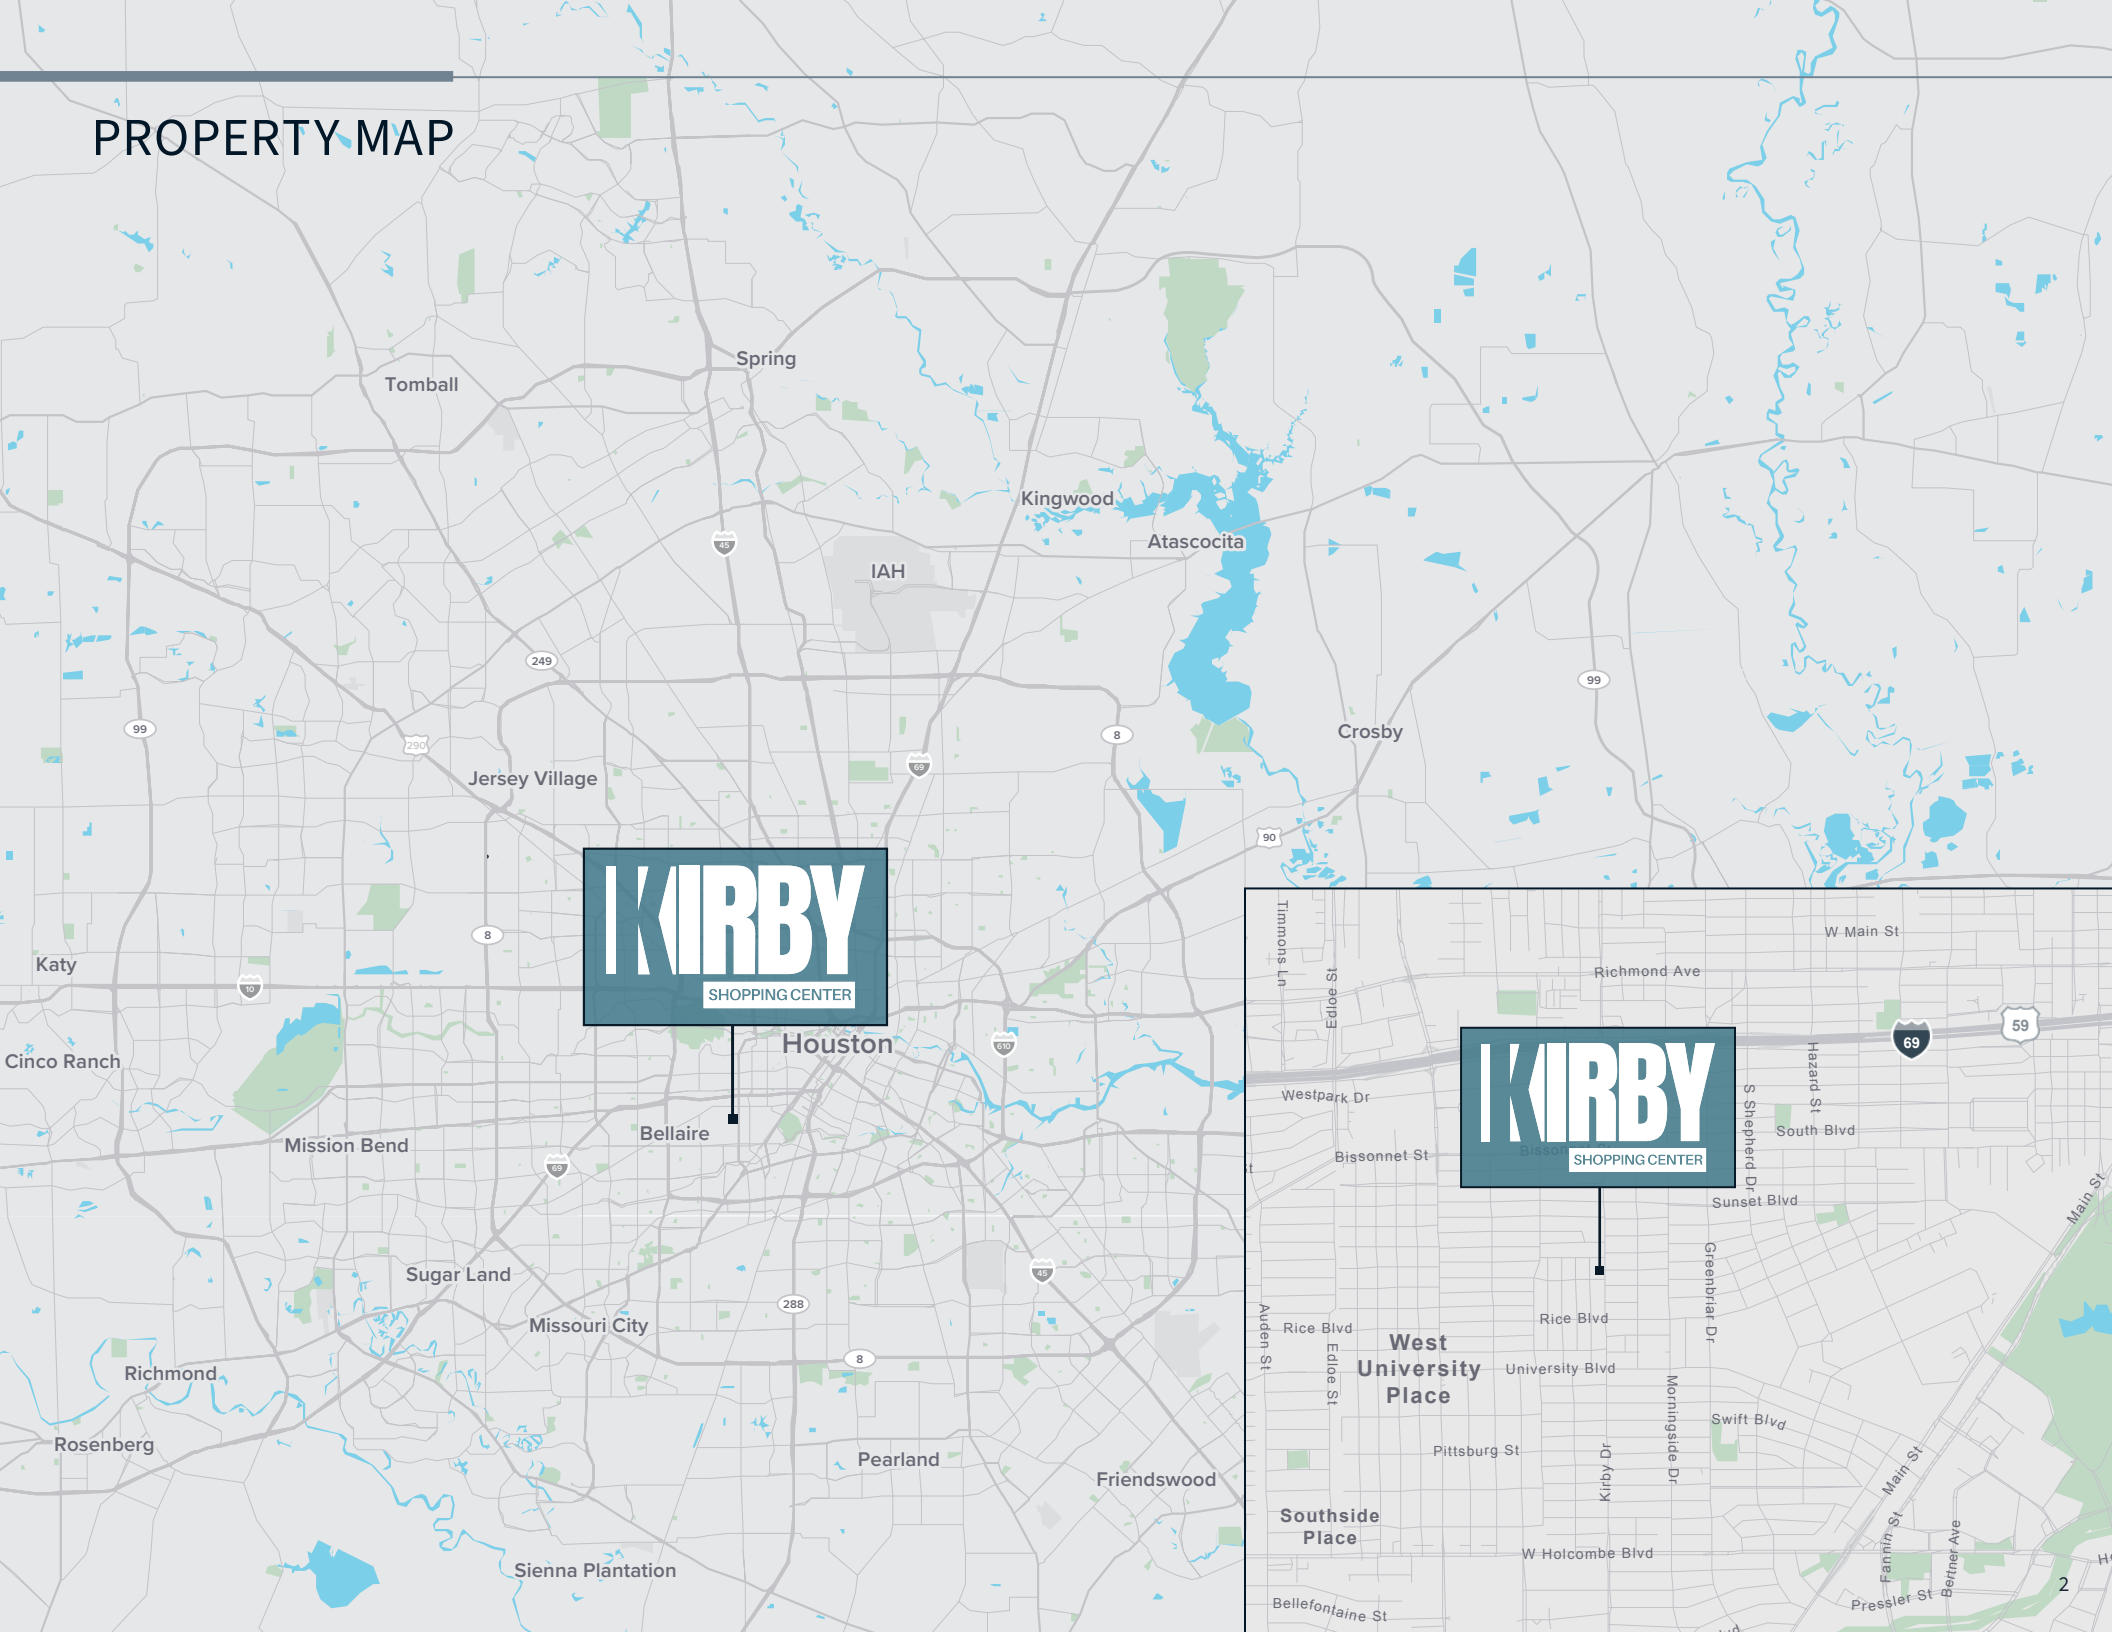 PROPERTY MAP
Spring
Tomball
Kingwood
Atascocita
45
IAH
249
99
99
8
Crosby
290
69
Jersey Village
90
8
KIRBY
SHOPPING CENTER
Katy
10
Houston
610
Cinco Ranch
Bellaire
Mission Bend
69
Sugar Land
45
288
Missouri City
8
Richmond
Rosenberg
Pearland
Friendswood
Sienna Plantation
Timmons Ln
W Main St
Richmond Ave
Edloe St
59
69
Hazard St
KIRBY
SHOPPING CENTER
Westpark Dr
S Shepherd Dr
South Blvd
Bissonnet St
St
Sunset Blvd
Main St
Greenbriar Dr
Auden St
Rice Blvd
Rice Blvd
Edloe St
West
University
Place
University Blvd
Morningside Dr
Swift Blvd
Pittsburg St
Kirby Dr
Main St
Southside
Place
W Holcombe Blvd
Fannin St
Bertner Ave
Pressler St
Bellefontaine St
2